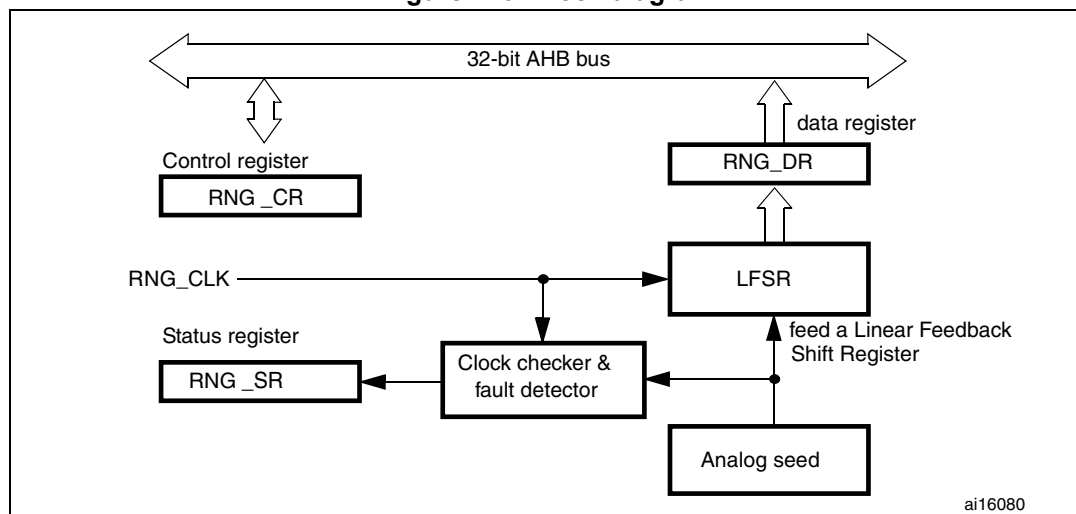 32-bit AHB bus
data register
Control register
RNG_DR
RNG _CR
RNG_CLK
LFSR
Status register
feed a Linear Feedback
Shift Register
Clock checker &
fault detector
RNG _SR
Analog seed
ai16080